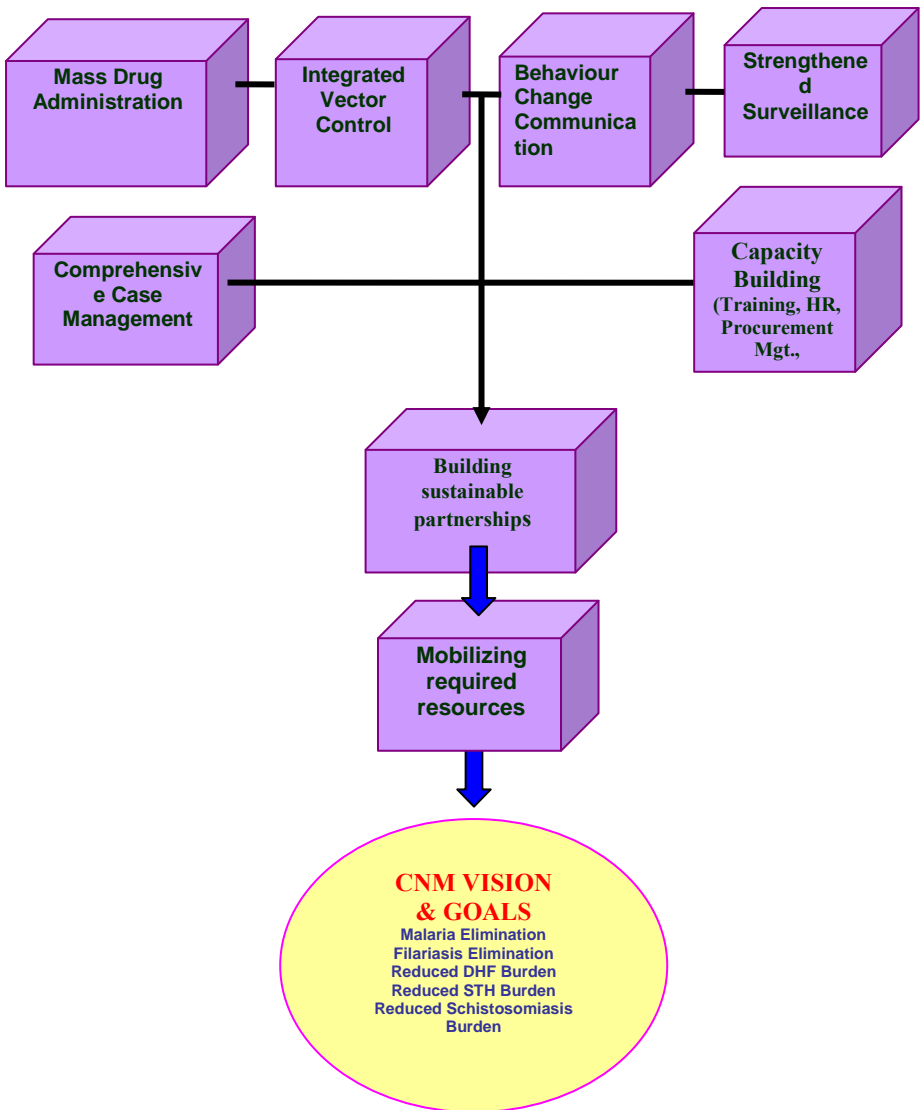 Mass Drug
Administration
Integrated
Vector
Control
Behaviour
Change
Communica
tion
Strengthene
d
Surveillance
Comprehensiv
e Case
Management
Capacity
Building
(Training, HR,
Procurement
Mgt.,
Building
sustainable
partnerships
Mobilizing
required
resources
CNM VISION
& GOALS
Malaria Elimination
Filariasis Elimination
Reduced DHF Burden
Reduced STH Burden
Reduced Schistosomiasis
Burden